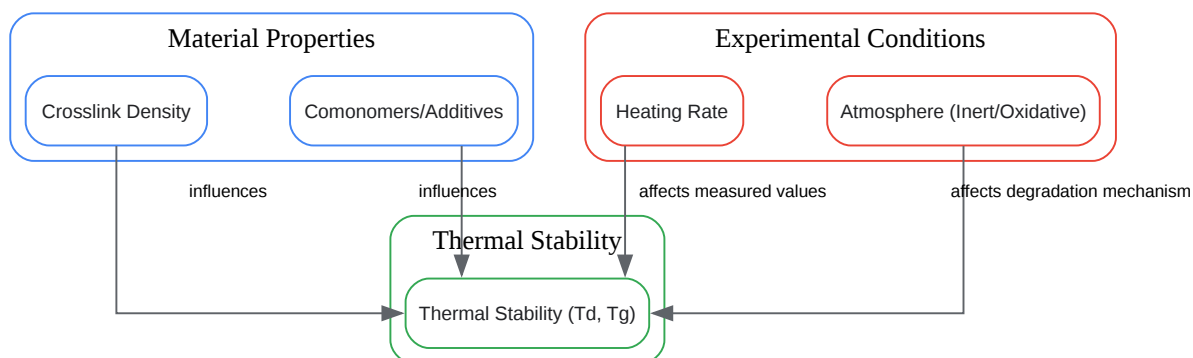 Material Properties
Experimental Conditions
Crosslink Density
Comonomers/Additives
Heating Rate
Atmosphere (Inert/Oxidative)
influences
influences
affects measured values
affects degradation mechanism
Thermal Stability
Thermal Stability (Td, Tg)